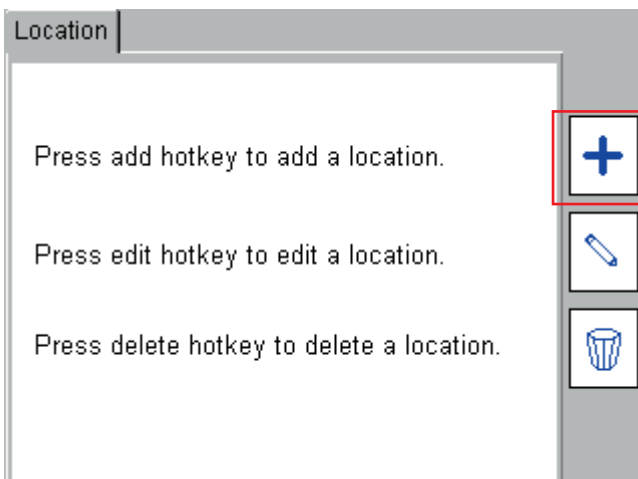 Location
Press add hotkey to add a location.
Press edit hotkey to edit a location.
Press delete hotkey to delete a location.